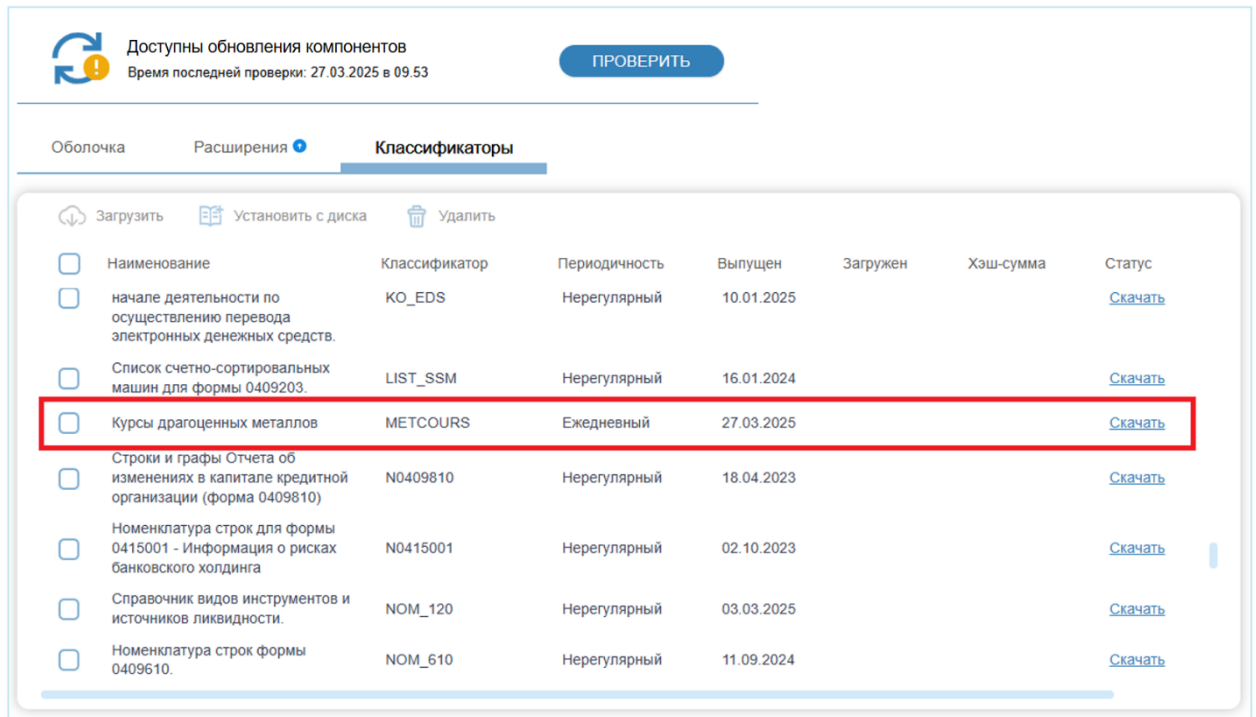 Доступны обновления компонентов
Время последней проверки: 27.03.2025 в 09.53
ПРОВЕРИТЬ
Оболочка Расширения Классификаторы
Загрузить Установить с диска Удалить
Наименование Классификатор Периодичность Выпущен Загружен Хэш-сумма Статус
начале деятельности по KO_EDS Нерегулярный 10.01.2025 Скачать
осуществлению перевода
электронных денежных средств.
Список счетно-сортировальных
машин для формы 0409203. LIST_SSM Нерегулярный 16.01.2024 Скачать
Курсы драгоценных металлов METCOURS Ежедневный 27.03.2025 Скачать
Строки и графы Отчета об
изменениях в капитале кредитной N0409810 Нерегулярный 18.04.2023 Скачать
организации (форма 0409810)
Номенклатура строк для формы
0415001 - Информация о рисках N0415001 Нерегулярный 02.10.2023 Скачать
банковского холдинга
Справочник видов инструментов и
источников ликвидности. NOM_120 Нерегулярный 03.03.2025 Скачать
Номенклатура строк формы
0409610. NOM_610 Нерегулярный 11.09.2024 Скачать